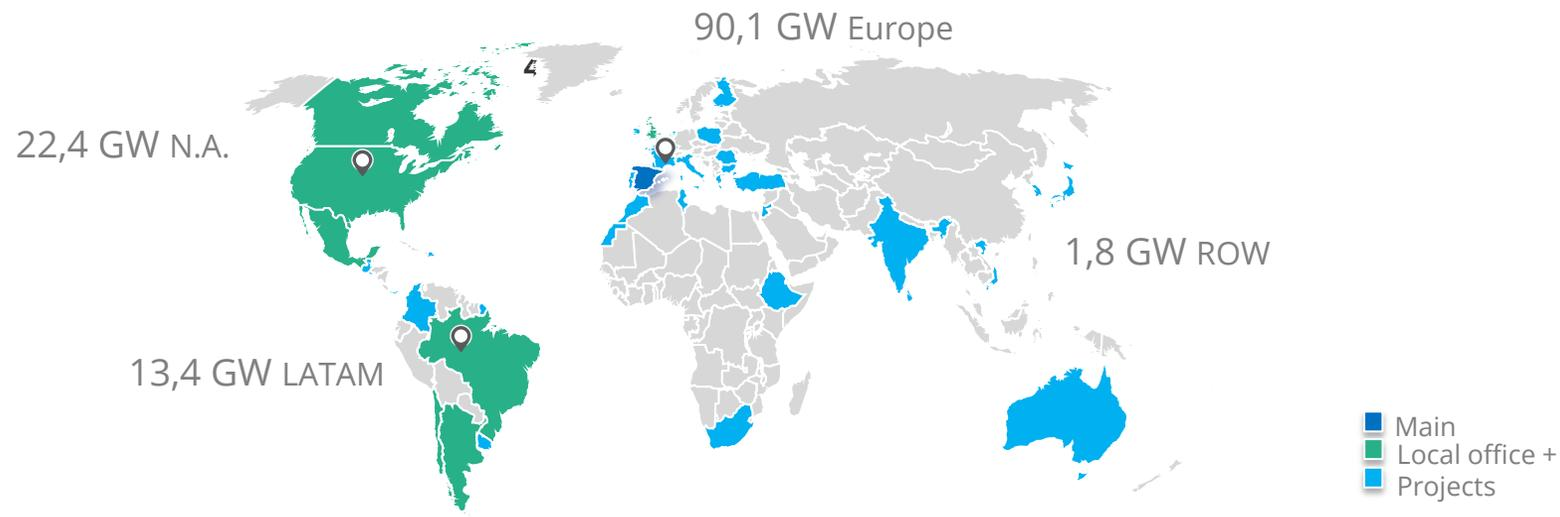 90,1 GW Europe
4
22,4 GW N.A.
1,8 GW ROW
13,4 GW LATAM
Main
Local office +
Projects